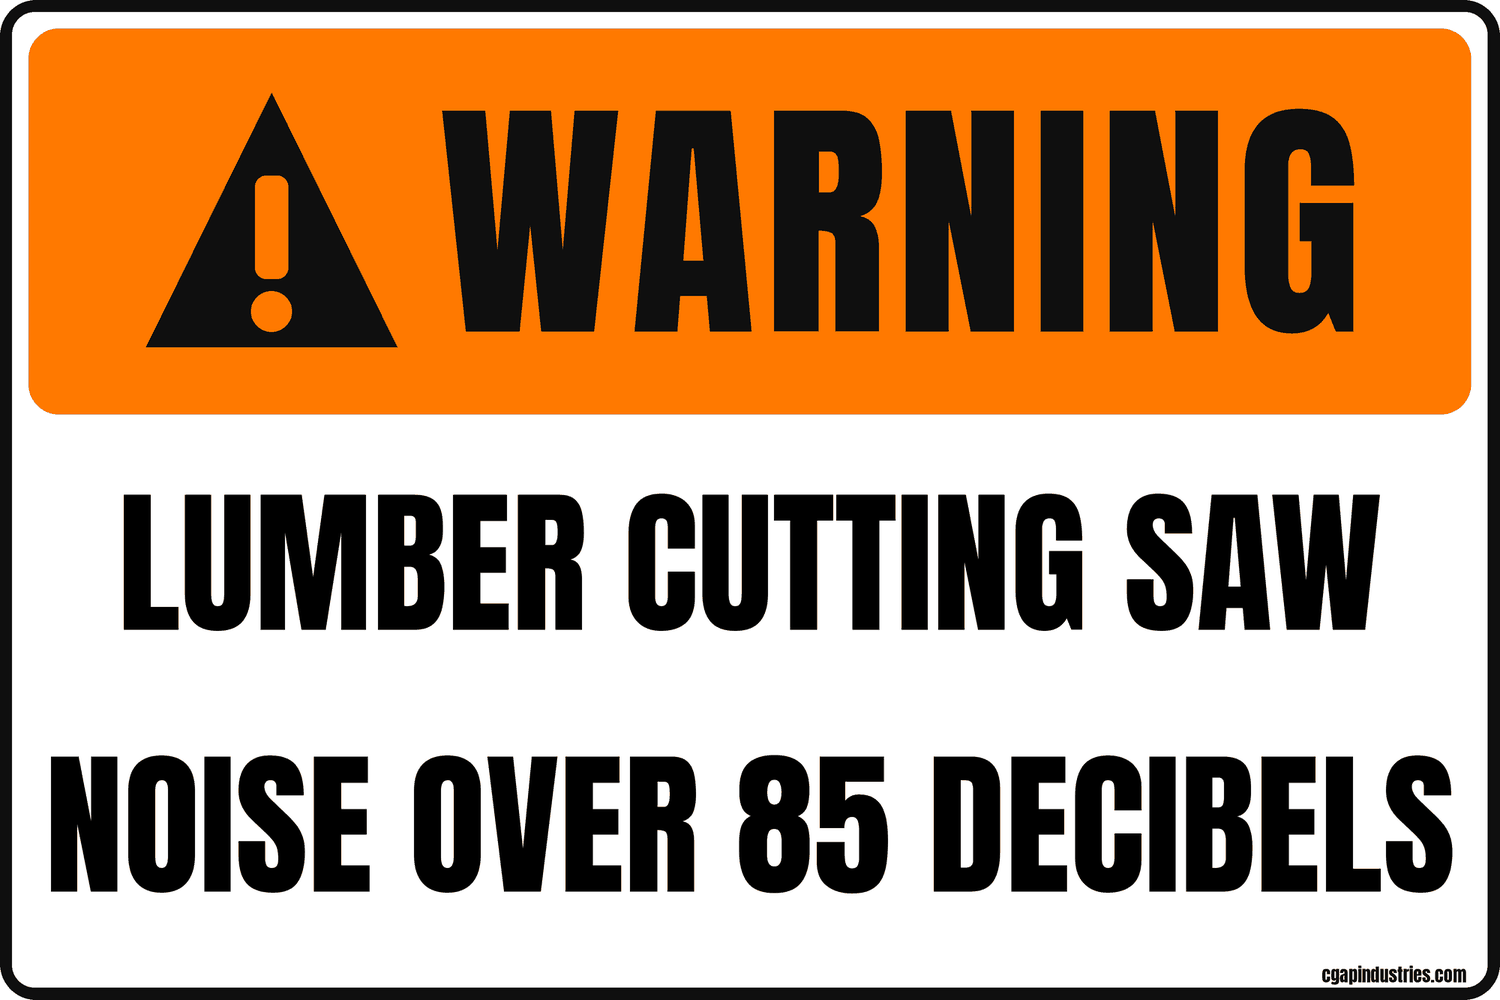 WARNING
LUMBER CUTTING SAW
NOISE OVER 85 DECIBELS
cgapindustries.com